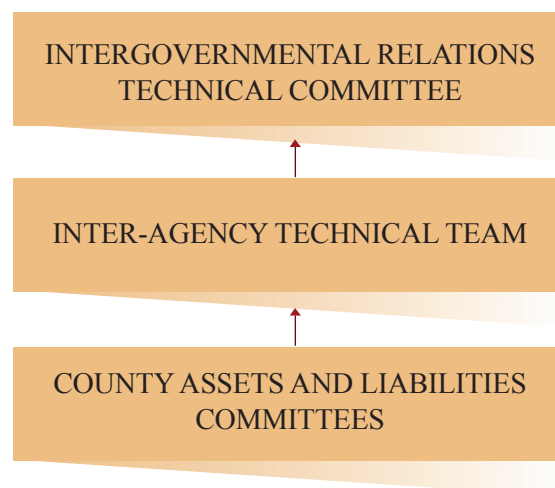 INTERGOVERNMENTAL RELATIONS
TECHNICAL COMMITTEE
INTER-AGENCY TECHNICAL TEAM
COUNTY ASSETS AND LIABILITIES
COMMITTEES